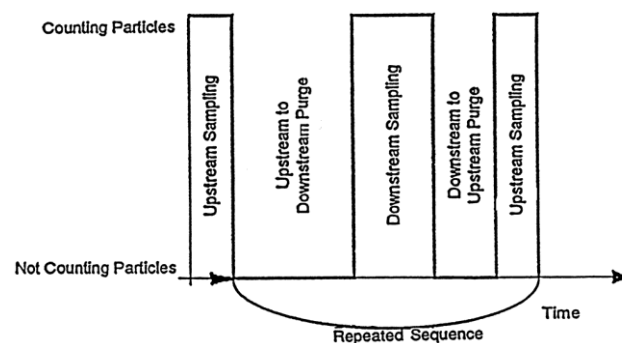 Counting Particles
Upstream Sampling
Upstream to
Downstream Purge
Downstream Sampling
Downstream to
Upstream Purge
Upstream Sampling
Not Counting Particles
Time
Repeated Sequence